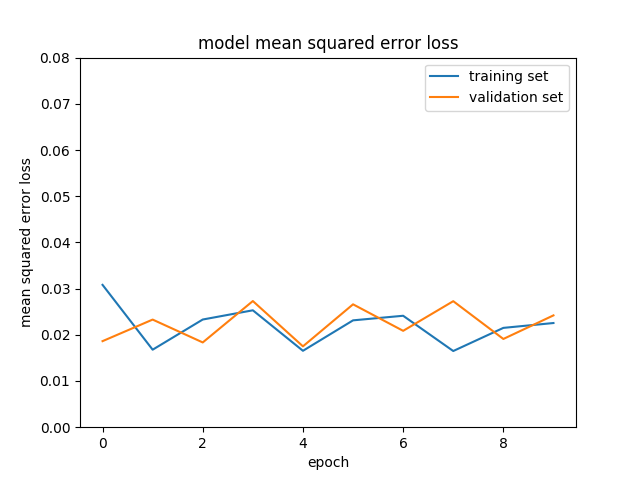 model mean squared error loss
training set
validation set
0.08
0.07
0.06
0.05
0.04
0.03
0.02
0.01
0.00
mean squared error loss
0 2 4 6 8
epoch